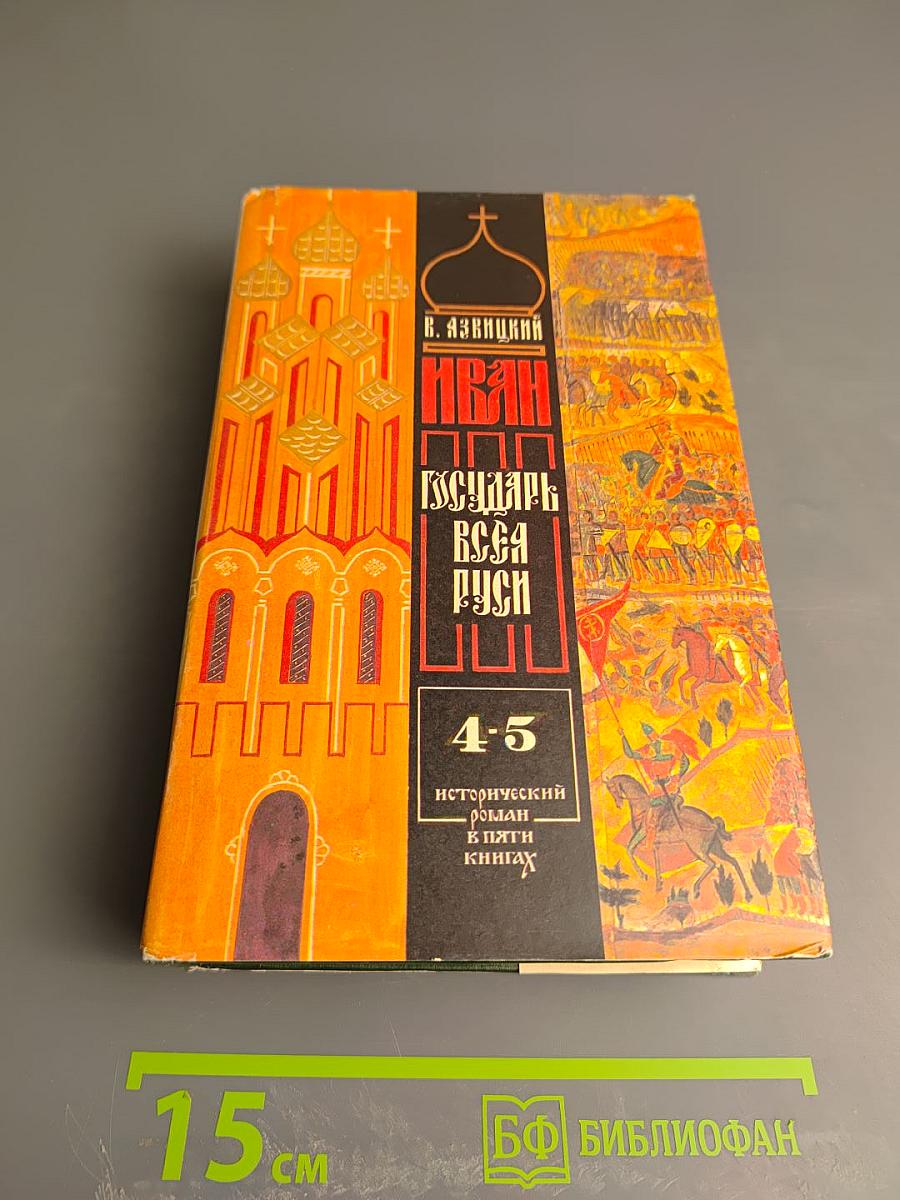 В. АЗВИЦКИЙ
ИВАН
ГОСУДАРЬ
ВСЕЯ
РУСИ
4-5
исторический
роман
в пяти
книгах
15 см
БФ БИБЛИОФАН